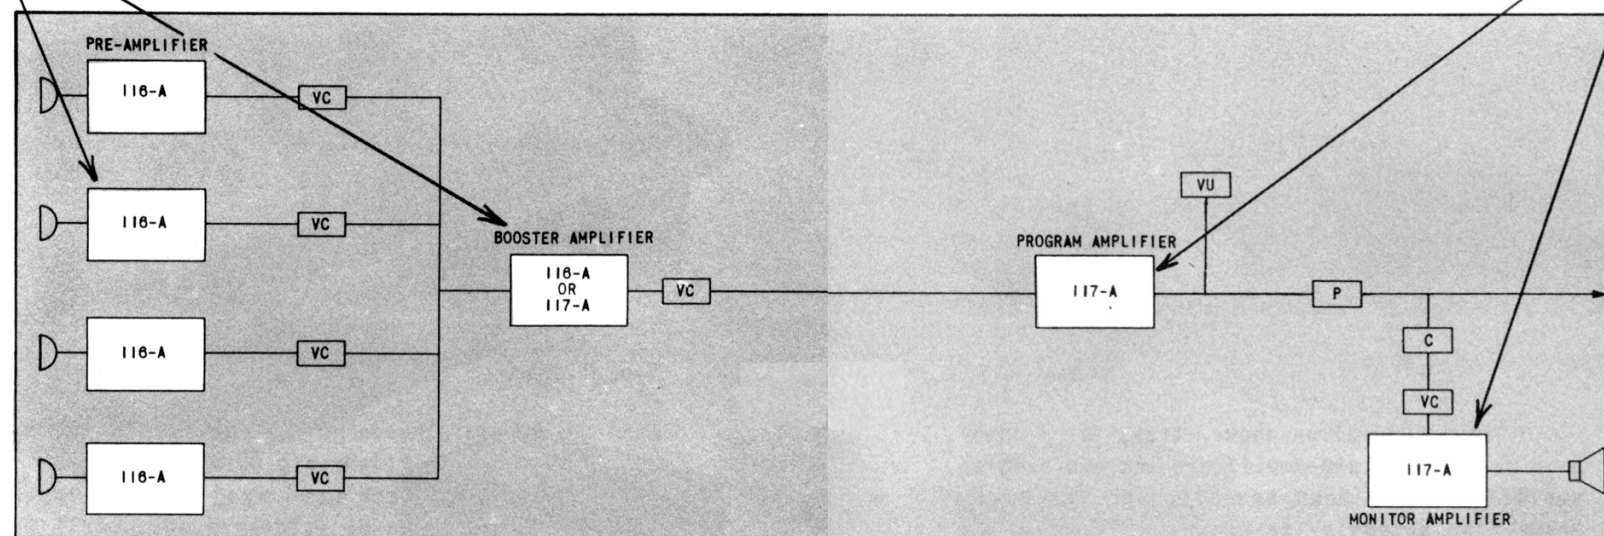 PRE-AMPLIFIER
116-A
VC
116-A
VC
116-A
VC
116-A
VC
BOOSTER AMPLIFIER
116-A
OR
117-A
VC
PROGRAM AMPLIFIER
117-A
VU
P
C
VC
117-A
MONITOR AMPLIFIER